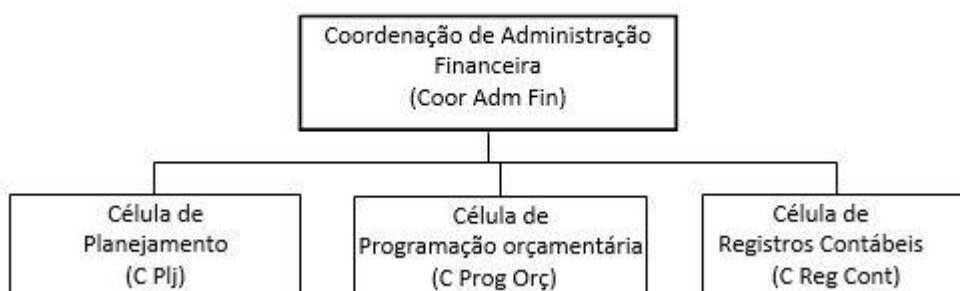 Coordenação de Administração
Financeira
(Coor Adm Fin)
Célula de
Planejamento
(C Plj)
Célula de
Programação orçamentária
(C Prog Orç)
Célula de
Registros Contábeis
(C Reg Cont)